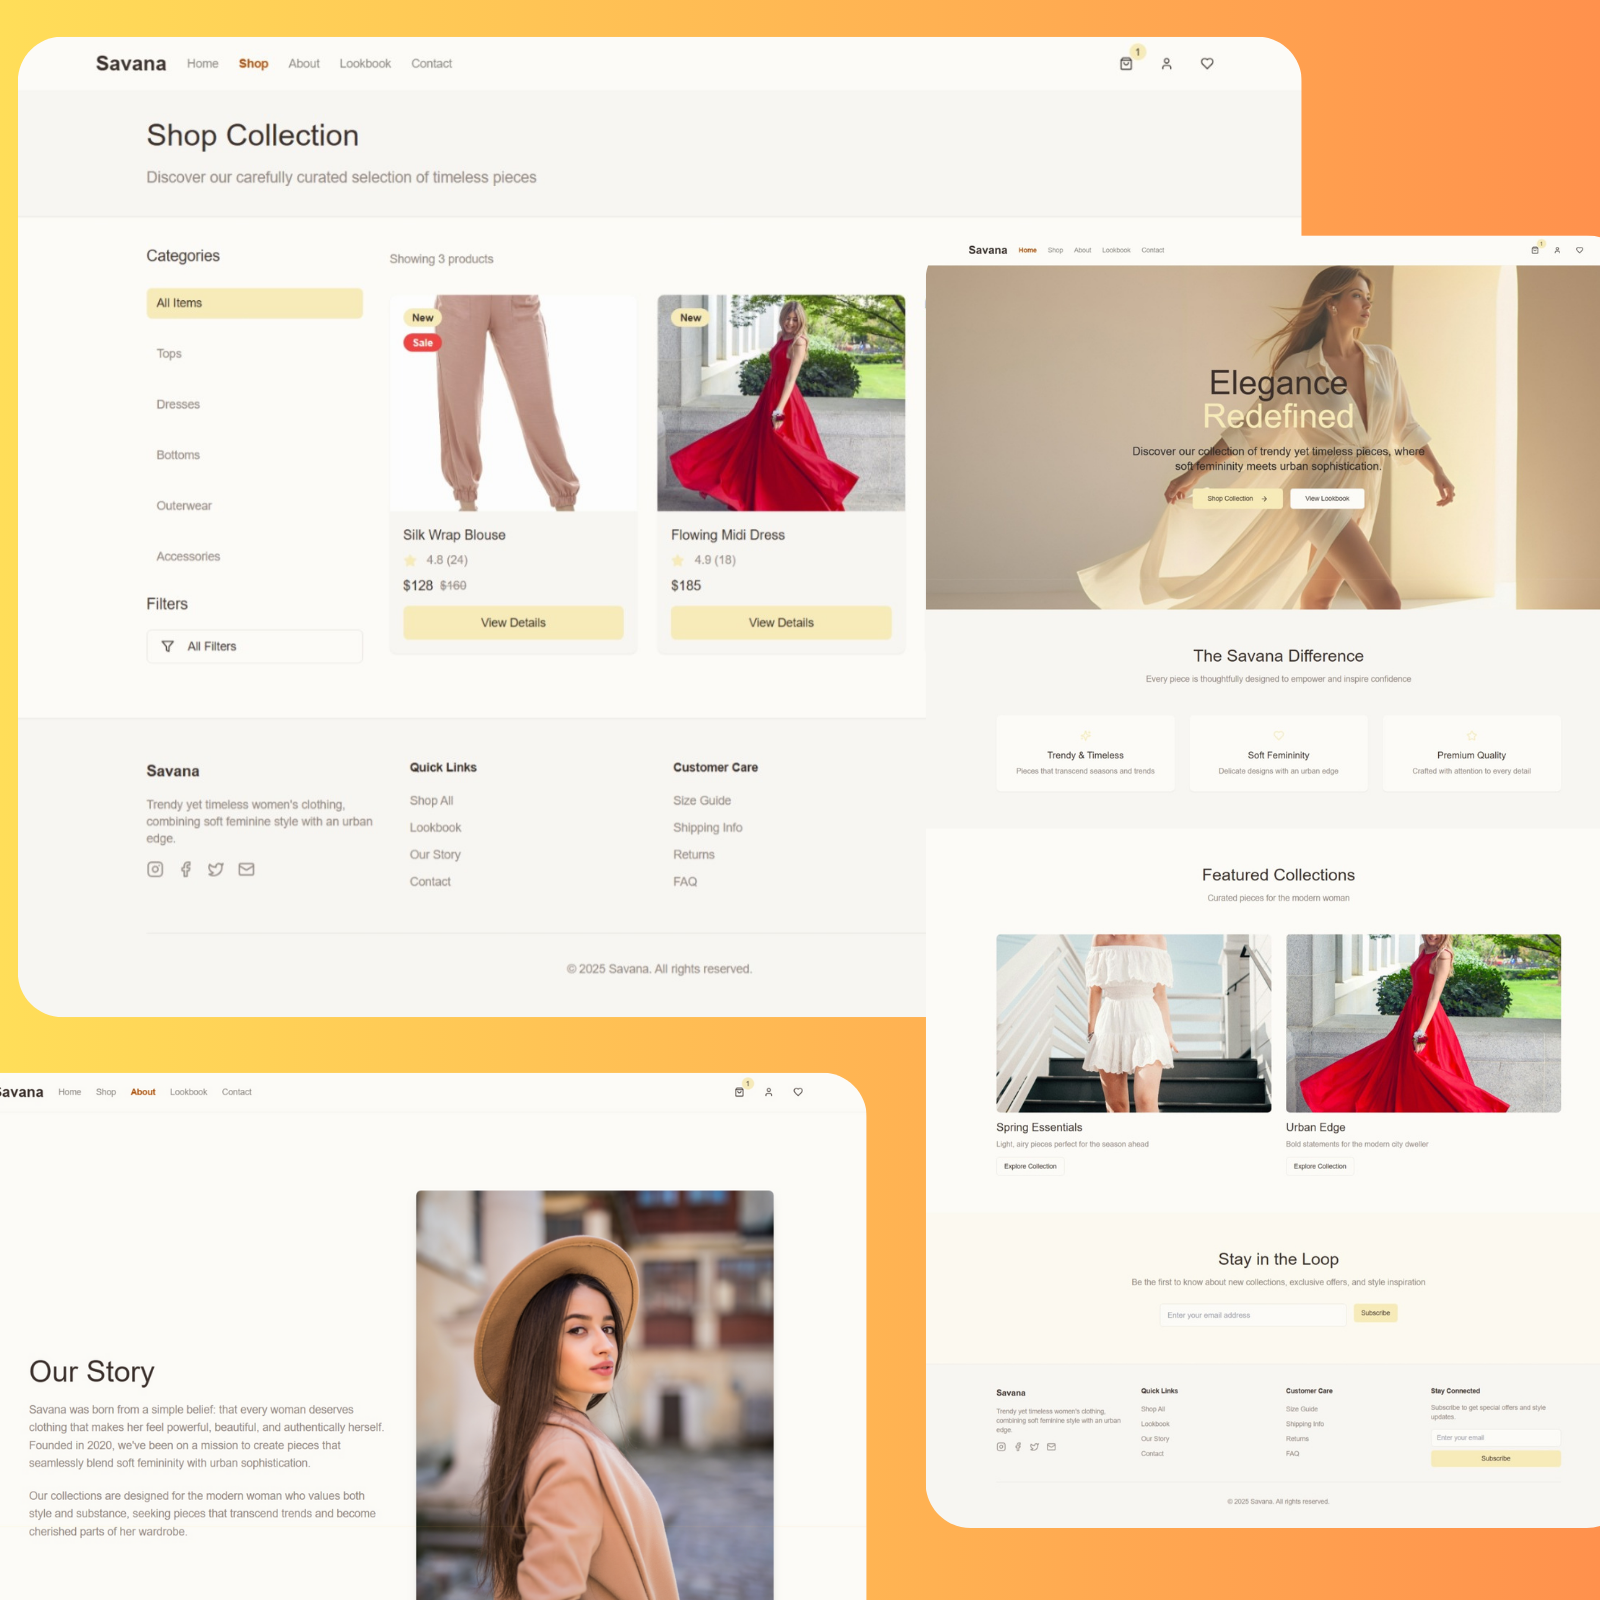 Savana Home Shop About Lookbook Contact 1
Shop Collection
Discover our carefully curated selection of timeless pieces
Categories
All Items
Tops
Dresses
Bottoms
Outerwear
Accessories
Filters
All Filters
Showing 3 products
New
Sale
Silk Wrap Blouse
4.8 (24)
$128 $160
View Details
New
Flowing Midi Dress
4.9 (18)
$185
View Details
Savana
Trendy yet timeless women's clothing,
combining soft feminine style with an urban
edge.
Quick Links
Shop All
Lookbook
Our Story
Contact
Customer Care
Size Guide
Shipping Info
Returns
FAQ
© 2025 Savana. All rights reserved.
Savana Home Shop About Lookbook Contact 1
Elegance
Redefined
Discover our collection of trendy yet timeless pieces, where
soft femininity meets urban sophistication.
Shop Collection → View Lookbook
The Savana Difference
Every piece is thoughtfully designed to empower and inspire confidence
Trendy & Timeless
Pieces that transcend seasons and trends
Soft Femininity
Delicate designs with an urban edge
Premium Quality
Crafted with attention to every detail
Featured Collections
Curated pieces for the modern woman
Spring Essentials
Light, airy pieces perfect for the season ahead
Explore Collection
Urban Edge
Bold statements for the modern city dweller
Explore Collection
Stay in the Loop
Be the first to know about new collections, exclusive offers, and style inspiration
Enter your email address Subscribe
Savana
Trendy yet timeless women's clothing,
combining soft feminine style with an urban
edge.
Quick Links
Shop All
Lookbook
Our Story
Contact
Customer Care
Size Guide
Shipping Info
Returns
FAQ
Stay Connected
Subscribe to get special offers and style
updates.
Enter your email
Subscribe
© 2025 Savana. All rights reserved.
Savana Home Shop About Lookbook Contact 1
Our Story
Savana was born from a simple belief: that every woman deserves
clothing that makes her feel powerful, beautiful, and authentically herself.
Founded in 2020, we've been on a mission to create pieces that
seamlessly blend soft femininity with urban sophistication.
Our collections are designed for the modern woman who values both
style and substance, seeking pieces that transcend trends and become
cherished parts of her wardrobe.